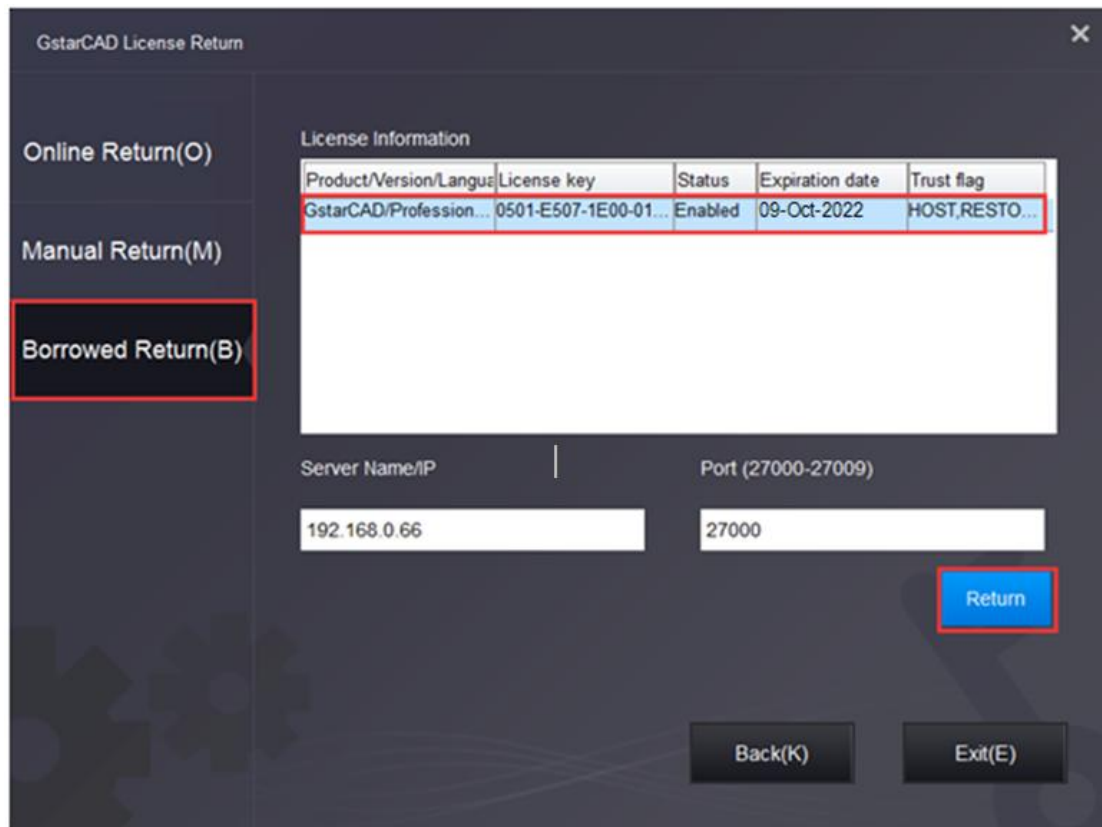 GstarCAD License Return
Online Return(O)
Manual Return(M)
Borrowed Return(B)
License Information
Product/Version/Langua License key Status Expiration date Trust flag
GstarCAD/Profession... 0501-E507-1E00-01... Enabled 09-Oct-2022 HOST,RESTO...
Server Name/IP Port (27000-27009)
192.168.0.66 27000
Return
Back(K) Exit(E)